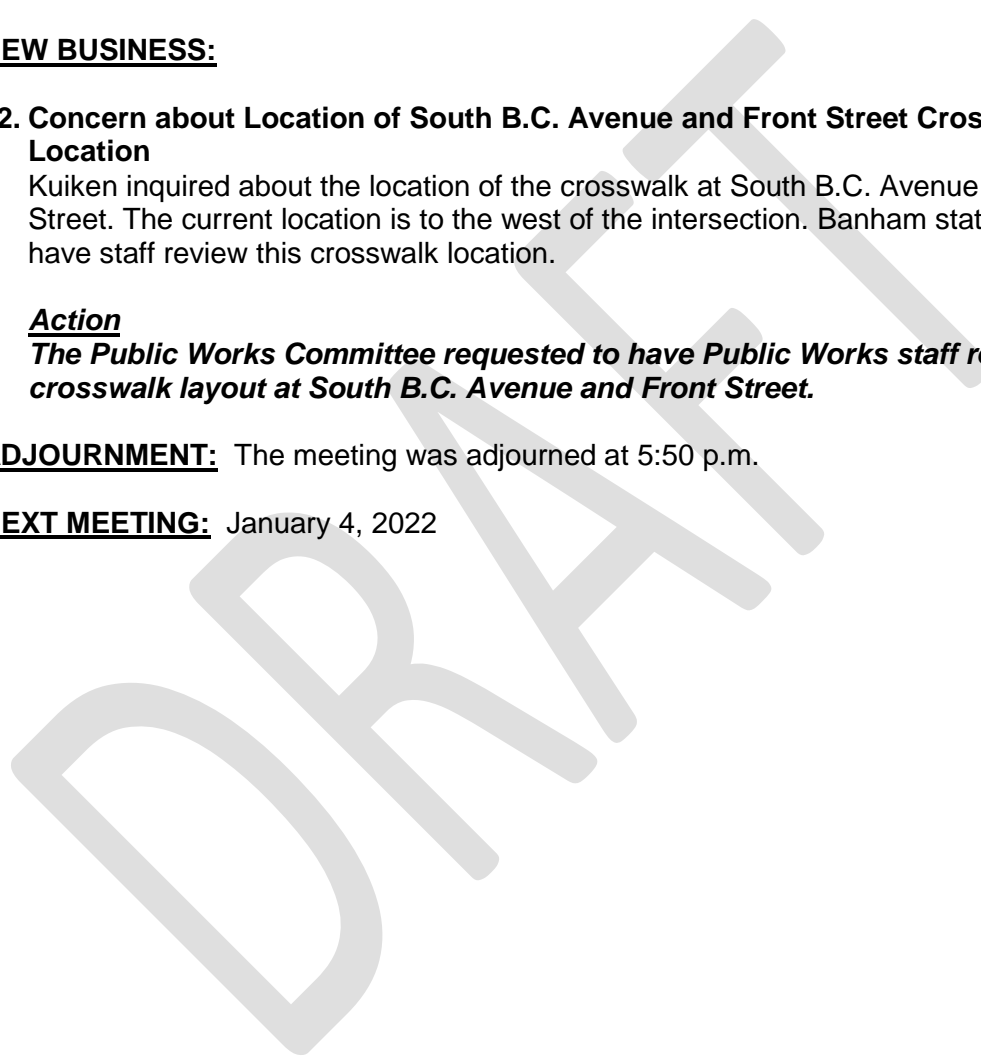 EW BUSINESS:
2. Concern about Location of South B.C. Avenue and Front Street Cros
Location
Kuiken inquired about the location of the crosswalk at South B.C. Avenue
Street. The current location is to the west of the intersection. Banham stat
have staff review this crosswalk location.
Action
The Public Works Committee requested to have Public Works staff r
crosswalk layout at South B.C. Avenue and Front Street.
DJOURNMENT: The meeting was adjourned at 5:50 p.m.
EXT MEETING: January 4, 2022
DRAFT